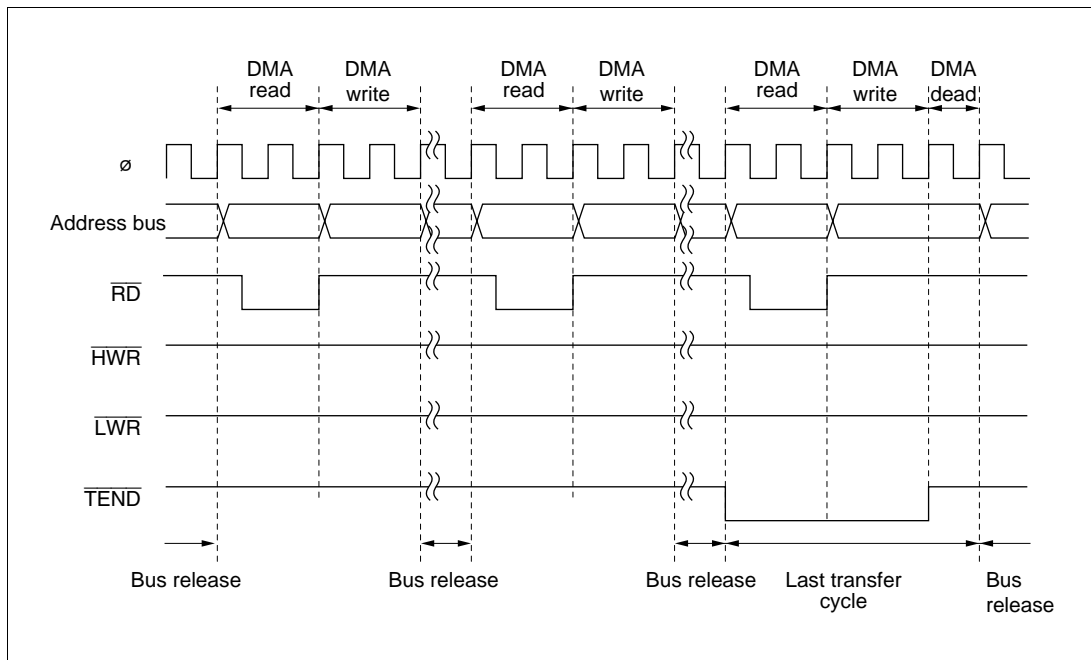 DMA read
DMA write
DMA read
DMA write
DMA read
DMA write
DMA dead
ø
Address bus
RD
HWR
LWR
TEND
Bus release
Bus release
Bus release
Last transfer cycle
Bus release